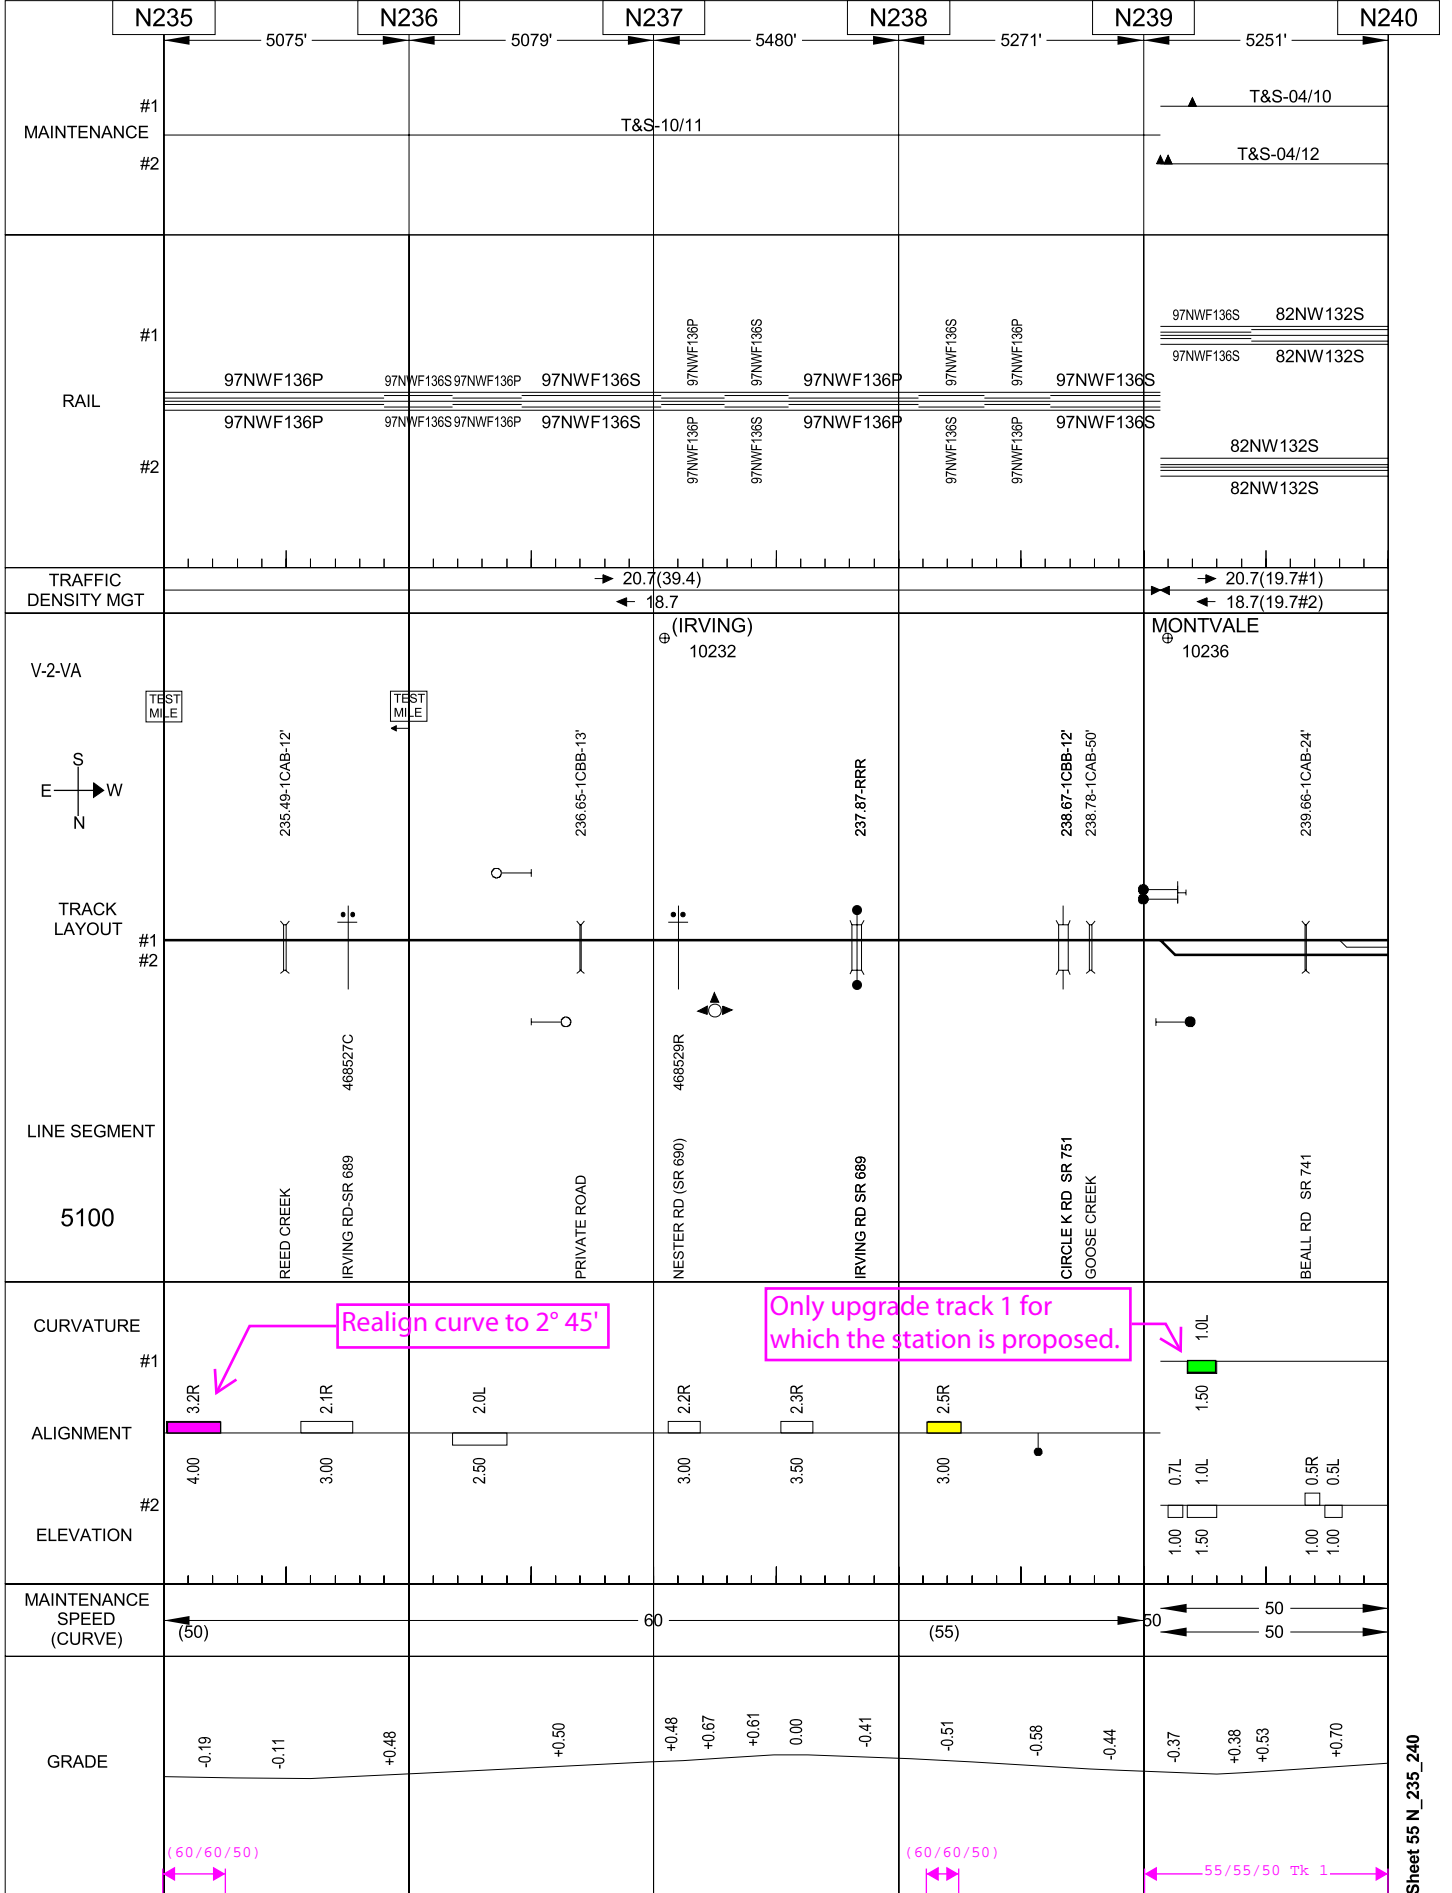 N235 N236 N237 N238 N239 N240
5075' 5079' 5480' 5271' 5251'
#1
MAINTENANCE
#2
T&S-10/11
T&S-04/10
T&S-04/12
#1
RAIL
#2
97NWF136P 97NWF136S 97NWF136P 97NWF136S 97NWF136P 97NWF136S 97NWF136P 97NWF136S 97NWF136P 97NWF136S
97NWF136P 97NWF136S 97NWF136P 97NWF136S 97NWF136P 97NWF136S 97NWF136P 97NWF136S 97NWF136P 97NWF136S
97NWF136S 82NW132S
97NWF136S 82NW132S
82NW132S
82NW132S
TRAFFIC
DENSITY MGT
20.7(39.4)
18.7
20.7(19.7#1)
18.7(19.7#2)
(IRVING)
10232
MONTVALE
10236
V-2-VA
TEST
MILE
TEST
MILE
S
E W
N
235.49-1CAB-12'
236.65-1CBB-13'
237.87-RRR
238.67-1CBB-12'
238.78-1CAB-50'
239.66-1CAB-24'
TRACK
LAYOUT
#1
#2
468527C
468529R
LINE SEGMENT
5100
REED CREEK
IRVING RD-SR 689
PRIVATE ROAD
NESTER RD (SR 690)
IRVING RD SR 689
CIRCLE K RD SR 751
GOOSE CREEK
BEALL RD SR 741
CURVATURE
#1
ALIGNMENT
#2
ELEVATION
Realign curve to 2° 45'
Only upgrade track 1 for
which the station is proposed.
3.2R 2.1R 2.0L 2.2R 2.3R 2.5R
4.00 3.00 2.50 3.00 3.50 3.00
1.0L
1.50
0.7L 1.0L 0.5R 0.5L
1.00 1.50 1.00 1.00
MAINTENANCE
SPEED
(CURVE)
(50)
60
(55)
50
50
50
GRADE
-0.19 -0.11 +0.48 +0.50 +0.48 +0.67 +0.61 0.00 -0.41 -0.51 -0.58 -0.44 -0.37 +0.38 +0.53 +0.70
(60/60/50)
(60/60/50)
55/55/50 Tk 1
Sheet 55 N_235_240